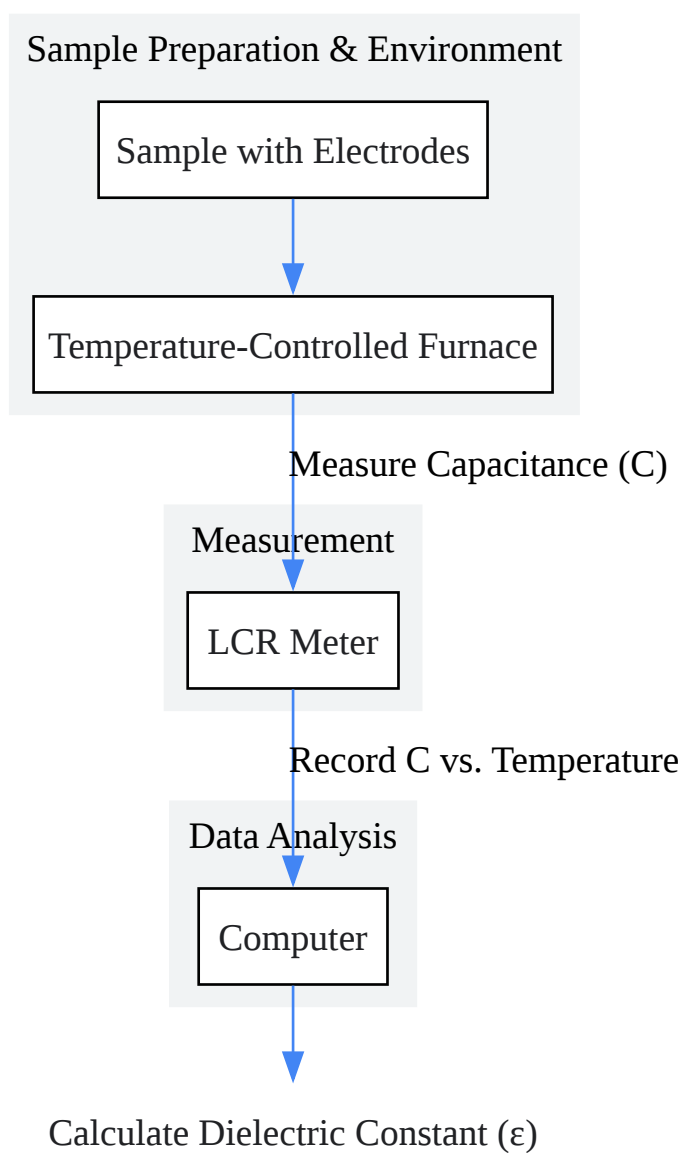 Sample Preparation & Environment
Sample with Electrodes
Temperature-Controlled Furnace
Measure Capacitance (C)
Measurement
LCR Meter
Record C vs. Temperature
Data Analysis
Computer
Calculate Dielectric Constant (ε)